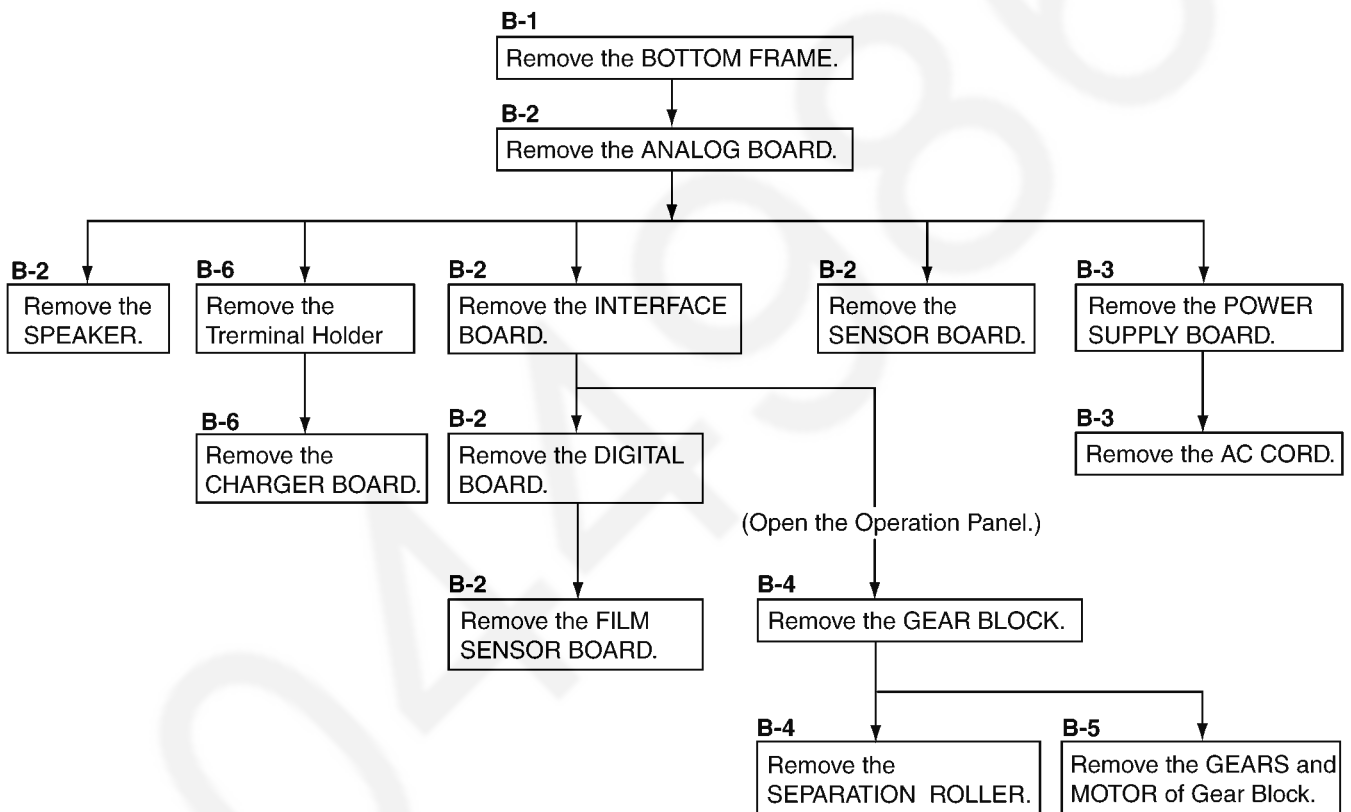 B-1
Remove the BOTTOM FRAME.
B-2
Remove the ANALOG BOARD.
B-2
Remove the
SPEAKER.
B-6
Remove the
Trerminal Holder
B-2
Remove the INTERFACE
BOARD.
B-2
Remove the
SENSOR BOARD.
B-3
Remove the POWER
SUPPLY BOARD.
B-6
Remove the
CHARGER BOARD.
B-2
Remove the DIGITAL
BOARD.
B-3
Remove the AC CORD.
(Open the Operation Panel.)
B-2
Remove the FILM
SENSOR BOARD.
B-4
Remove the GEAR BLOCK.
B-4
Remove the
SEPARATION ROLLER.
B-5
Remove the GEARS and
MOTOR of Gear Block.